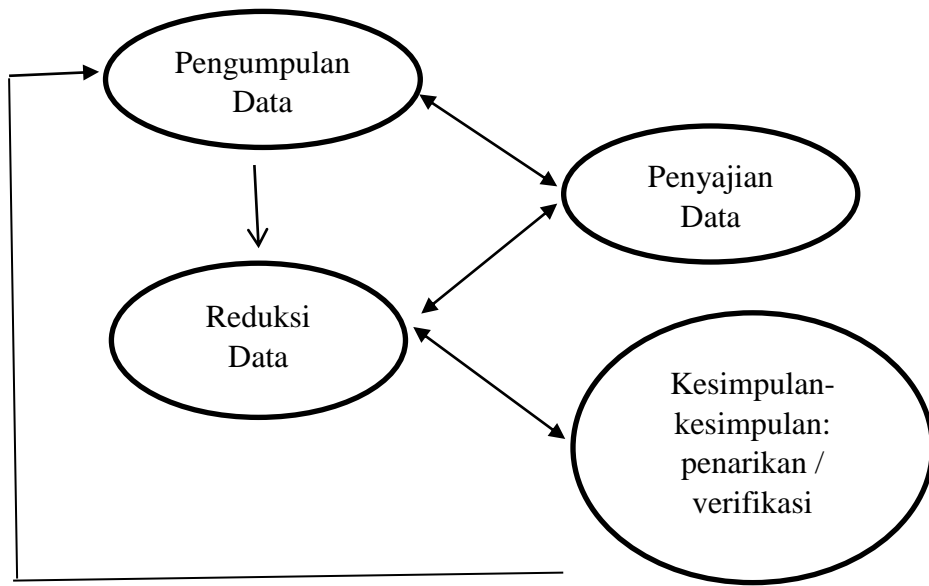 Pengumpulan
Data
Penyajian
Data
Reduksi
Data
Kesimpulan-
kesimpulan:
penarikan /
verifikasi